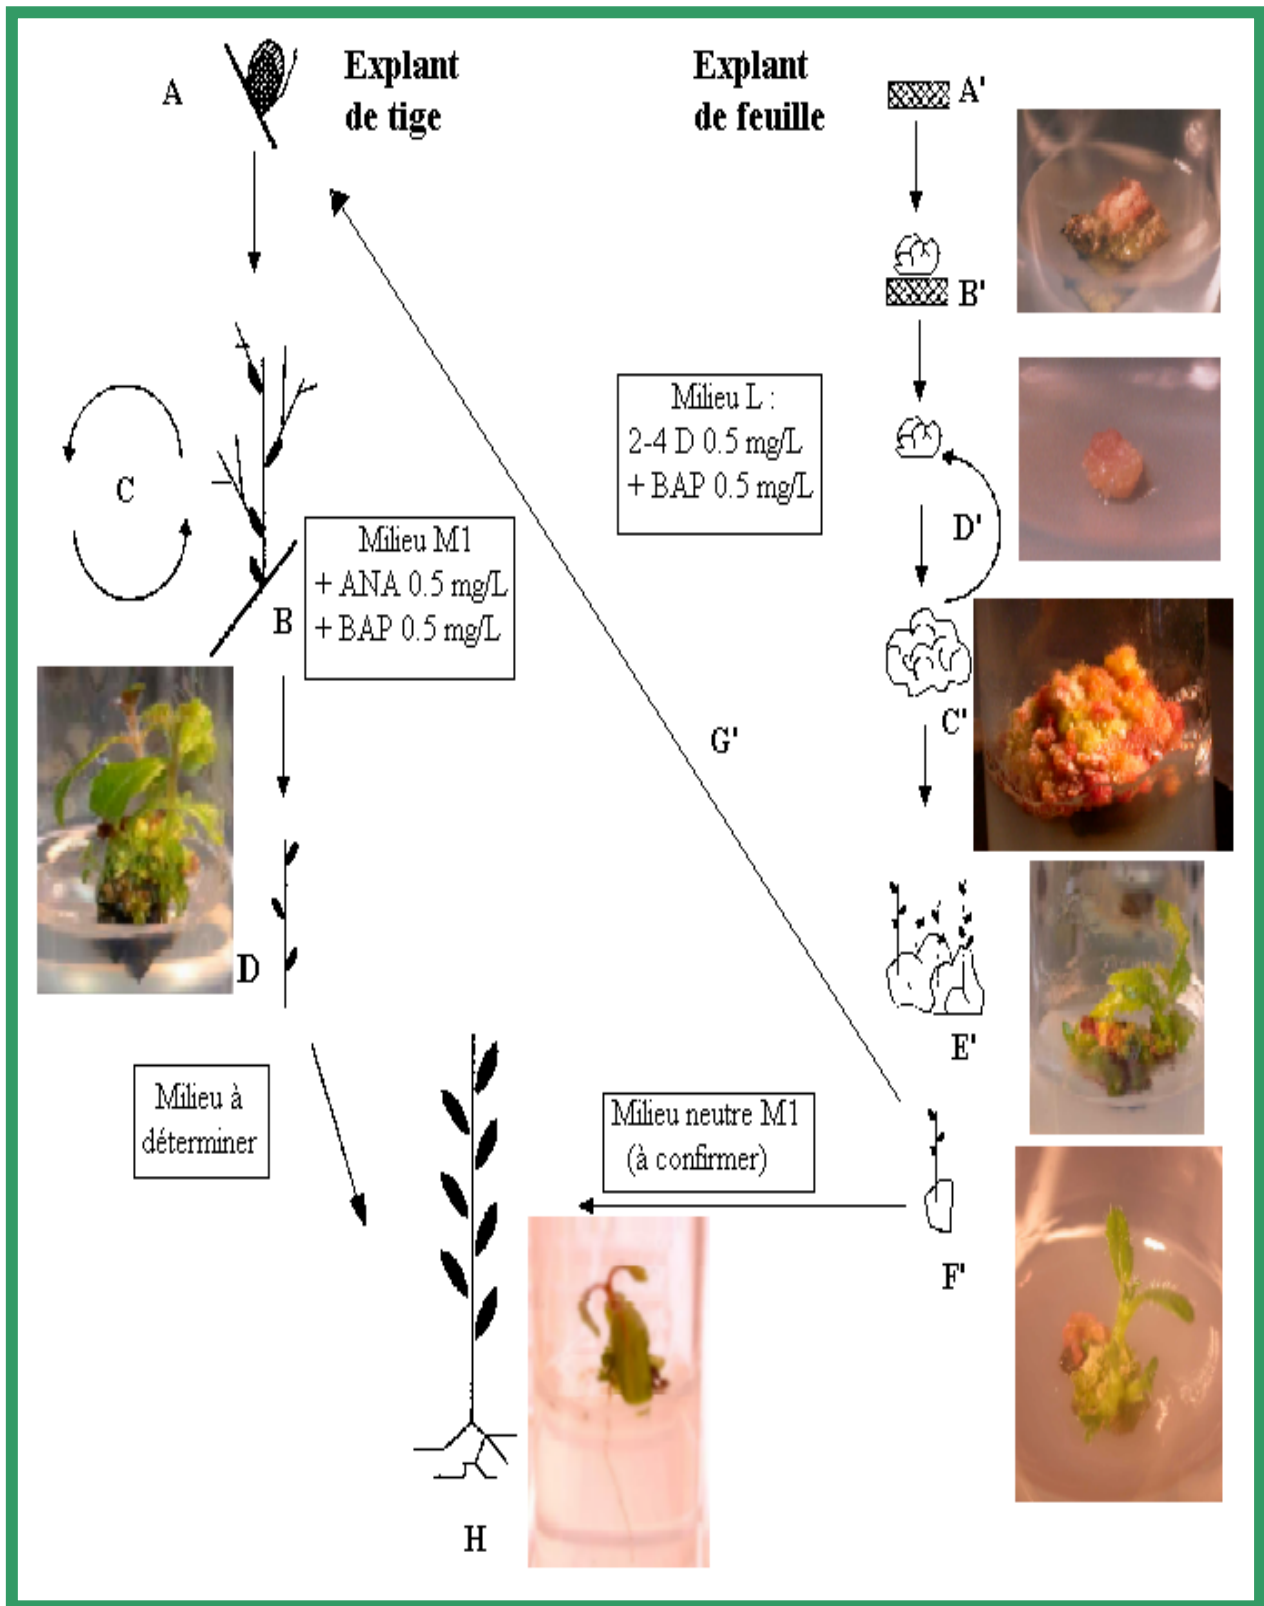 A
Explant
de tige
Explant
de feuille
A'
B'
Milieu L :
2-4 D 0.5 mg/L
+ BAP 0.5 mg/L
C
D'
Milieu M1
+ ANA 0.5 mg/L
+ BAP 0.5 mg/L
B
C'
G'
D
E'
Milieu à
déterminer
Milieu neutre M1
(à confirmer)
F'
H